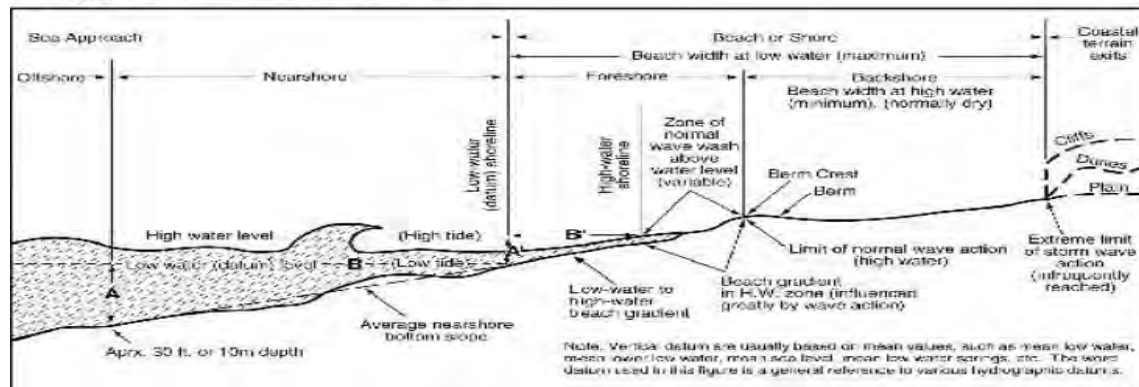 Sea Approach
Beach or Shore
Coastal
terrain
exits
Beach width at low water (maximum)
Offshore
Nearshore
Foreshore
Backshore
Beach width at high water
(minimum), (normally dry)
Low-water
(datum) shoreline
High-water
shoreline
Zone of
normal
wave wash
above
water level
(variable)
Cliffs
Dunes
Plain
Berm Crest
Berm
High water level
(High tide)
B'
Low water (datum) level
B
(Low tide)
A'
A
Limit of normal wave action
(high water)
Extreme limit
of storm wave
action
(infrequently
reached)
Low-water to
high-water
beach gradient
Beach gradient
in H.W. zone (influenced
greatly by wave action)
Average nearshore
bottom slope
Aprx. 30 ft. or 10m depth
Note. Vertical datum are usually based on mean values, such as mean low water,
mean lower low water, mean sea level, mean low water springs, etc. The word
datum used in this figure is a general reference to various hydrographic datums.